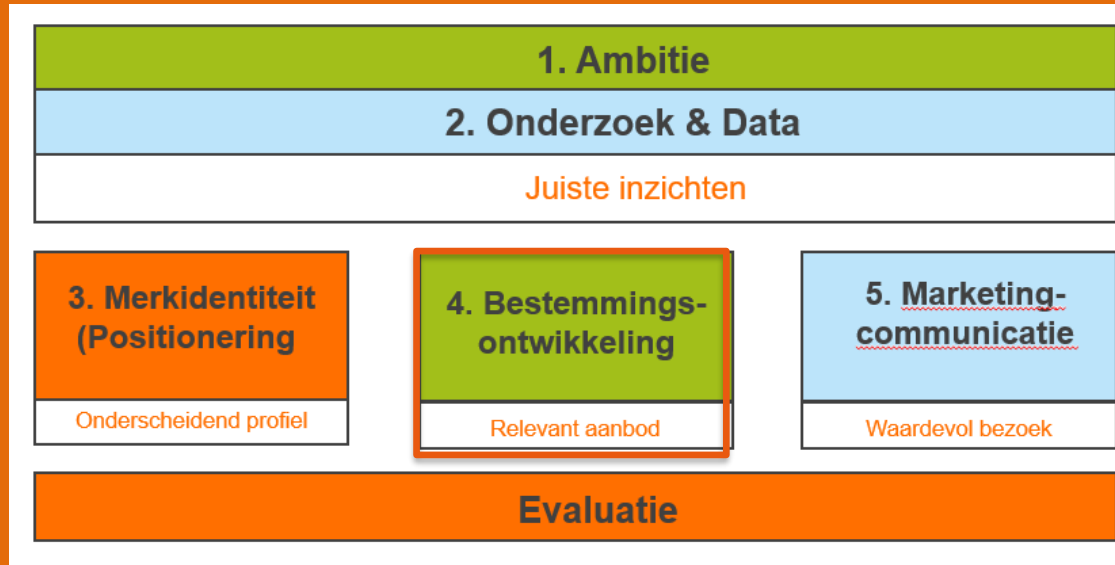 1. Ambitie
2. Onderzoek & Data
Juiste inzichten
3. Merkidentiteit
(Positionering
Onderscheidend profiel
4. Bestemmings-
ontwikkeling
Relevant aanbod
5. Marketing-
communicatie
Waardevol bezoek
Evaluatie